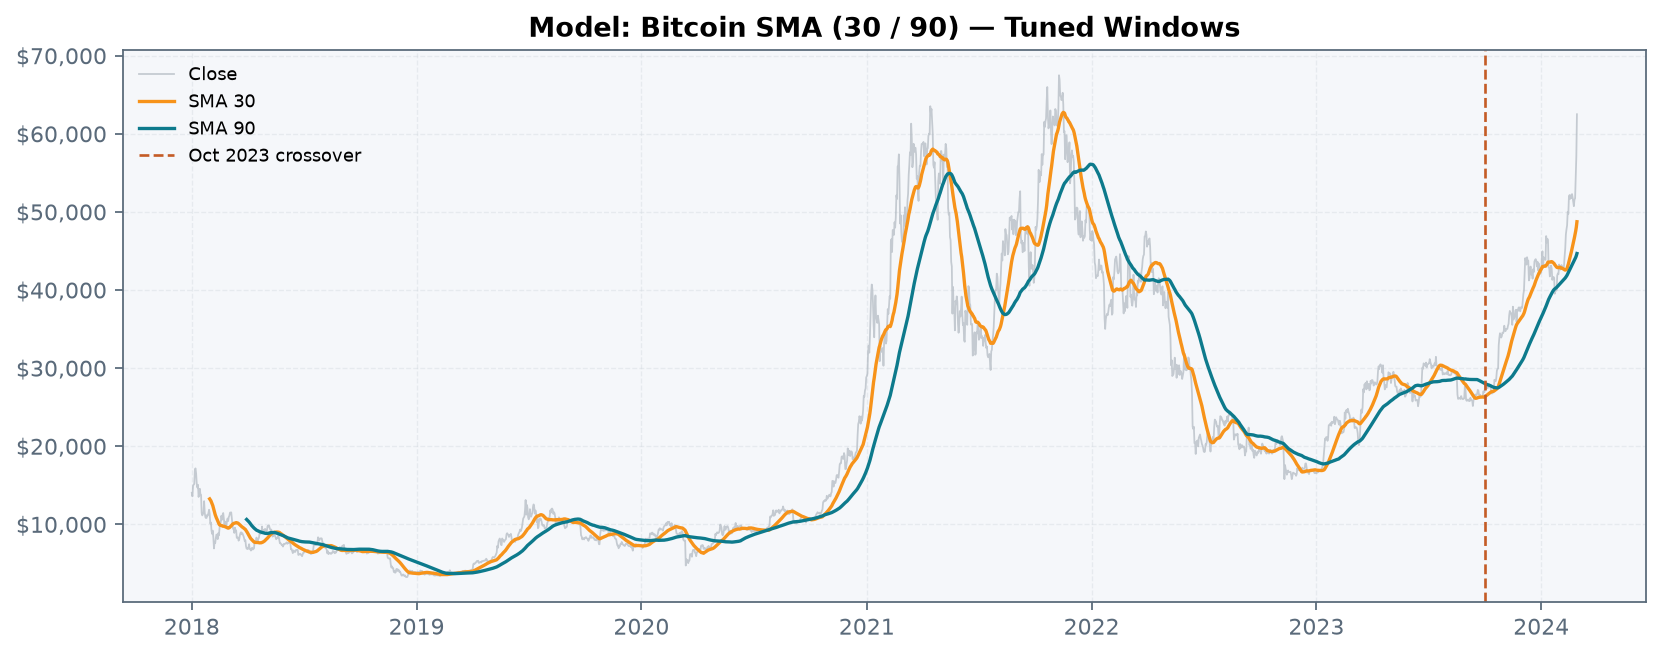 Model: Bitcoin SMA (30 / 90) — Tuned Windows
$70,000
$60,000
$50,000
$40,000
$30,000
$20,000
$10,000
Close
SMA 30
SMA 90
Oct 2023 crossover
2018 2019 2020 2021 2022 2023 2024